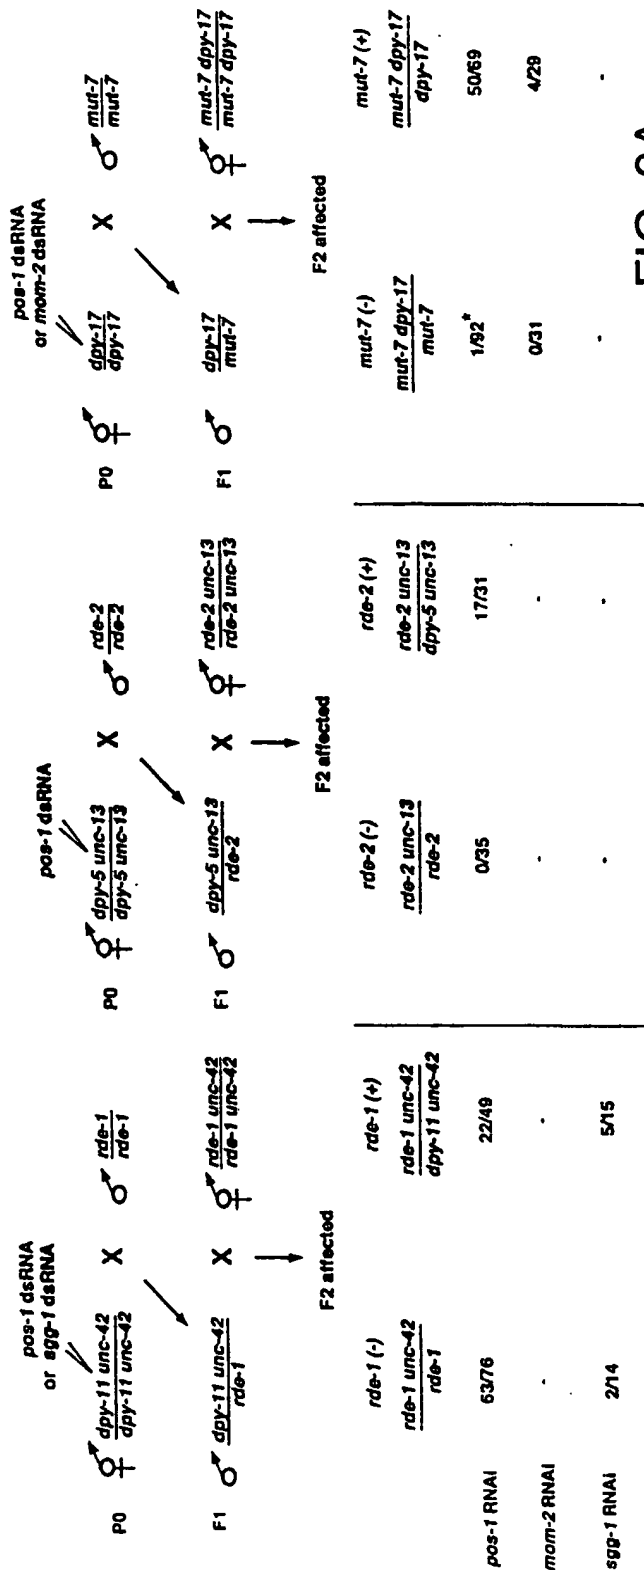 pos-1 dsRNA
or sgg-1 dsRNA
P0 dpy-11 unc-42 X rde-1
dpy-11 unc-42 rde-1
F1 dpy-11 unc-42 X rde-1 unc-42
rde-1 rde-1 unc-42
F2 affected
rde-1 (-) rde-1 (+)
rde-1 unc-42 rde-1 unc-42
rde-1 dpy-11 unc-42
pos-1 RNAi 63/76 22/49
mom-2 RNAi - -
sgg-1 RNAi 2/14 5/15
pos-1 dsRNA
P0 dpy-5 unc-13 X rde-2
dpy-5 unc-13 rde-2
F1 dpy-5 unc-13 X rde-2 unc-13
rde-2 rde-2 unc-13
F2 affected
rde-2 (-) rde-2 (+)
rde-2 unc-13 rde-2 unc-13
rde-2 dpy-5 unc-13
0/35 17/31
- -
- -
pos-1 dsRNA
or mom-2 dsRNA
P0 dpy-17 X mut-7
dpy-17 mut-7
F1 dpy-17 X mut-7 dpy-17
mut-7 mut-7 dpy-17
F2 affected
mut-7 (-) mut-7 (+)
mut-7 dpy-17 mut-7 dpy-17
mut-7 dpy-17
1/92* 50/69
0/31 4/29
- -